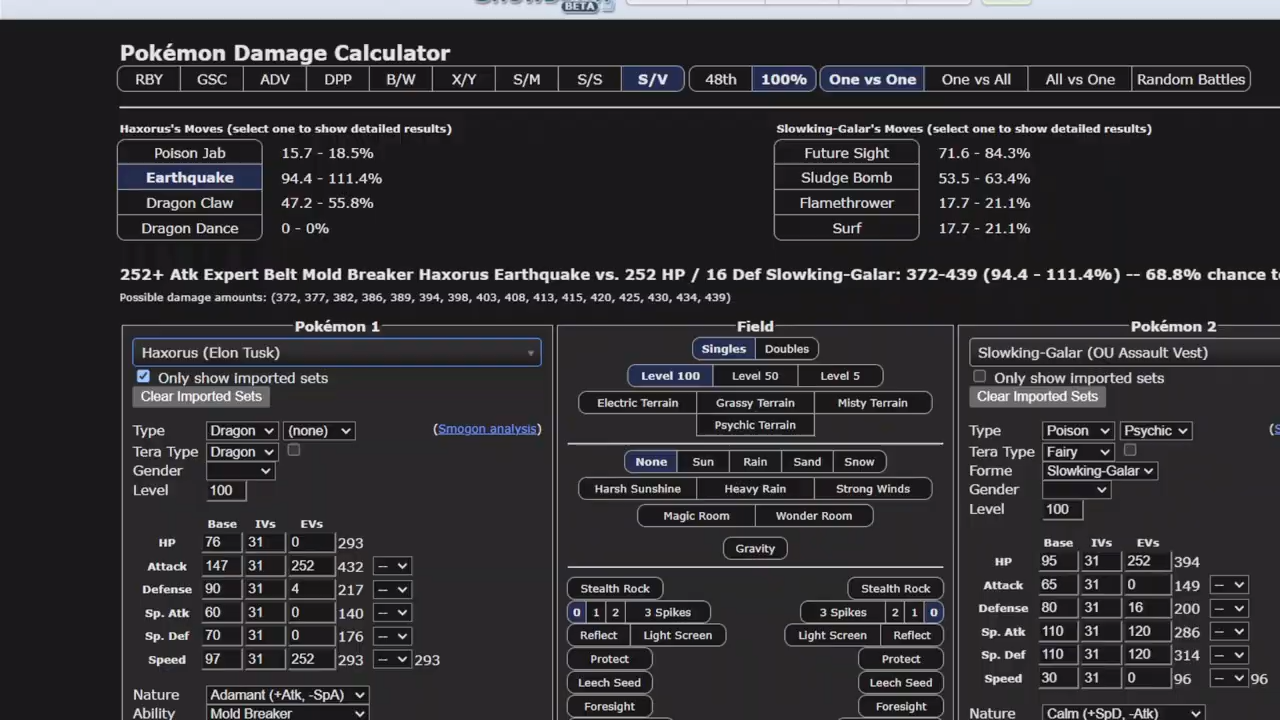 BETA
Pokémon Damage Calculator
RBY GSC ADV DPP B/W X/Y S/M S/S S/V 48th 100% One vs One One vs All All vs One Random Battles
Haxorus's Moves (select one to show detailed results)
Poison Jab 15.7 - 18.5%
Earthquake 94.4 - 111.4%
Dragon Claw 47.2 - 55.8%
Dragon Dance 0 - 0%
Slowking-Galar's Moves (select one to show detailed results)
Future Sight 71.6 - 84.3%
Sludge Bomb 53.5 - 63.4%
Flamethrower 17.7 - 21.1%
Surf 17.7 - 21.1%
252+ Atk Expert Belt Mold Breaker Haxorus Earthquake vs. 252 HP / 16 Def Slowking-Galar: 372-439 (94.4 - 111.4%) -- 68.8% chance to
Possible damage amounts: (372, 377, 382, 386, 389, 394, 398, 403, 408, 413, 415, 420, 425, 430, 434, 439)
Pokémon 1
Haxorus (Elon Tusk)
Only show imported sets
Clear Imported Sets
Type Dragon (none) (Smogon analysis)
Tera Type Dragon
Gender
Level 100
Base IVs EVs
HP 76 31 0 293
Attack 147 31 252 432 --
Defense 90 31 4 217 --
Sp. Atk 60 31 0 140 --
Sp. Def 70 31 0 176 --
Speed 97 31 252 293 -- 293
Nature Adamant (+Atk, -SpA)
Ability Mold Breaker
Field
Singles Doubles
Level 100 Level 50 Level 5
Electric Terrain Grassy Terrain Misty Terrain
Psychic Terrain
None Sun Rain Sand Snow
Harsh Sunshine Heavy Rain Strong Winds
Magic Room Wonder Room
Gravity
Stealth Rock Stealth Rock
0 1 2 3 Spikes 3 Spikes 2 1 0
Reflect Light Screen Light Screen Reflect
Protect Protect
Leech Seed Leech Seed
Foresight Foresight
Pokémon 2
Slowking-Galar (OU Assault Vest)
Only show imported sets
Clear Imported Sets
Type Poison Psychic
Tera Type Fairy
Forme Slowking-Galar
Gender
Level 100
Base IVs EVs
HP 95 31 252 394
Attack 65 31 0 149 --
Defense 80 31 16 200 --
Sp. Atk 110 31 120 286 --
Sp. Def 110 31 120 314 --
Speed 30 31 0 96 -- 96
Nature Calm (+SpD, -Atk)